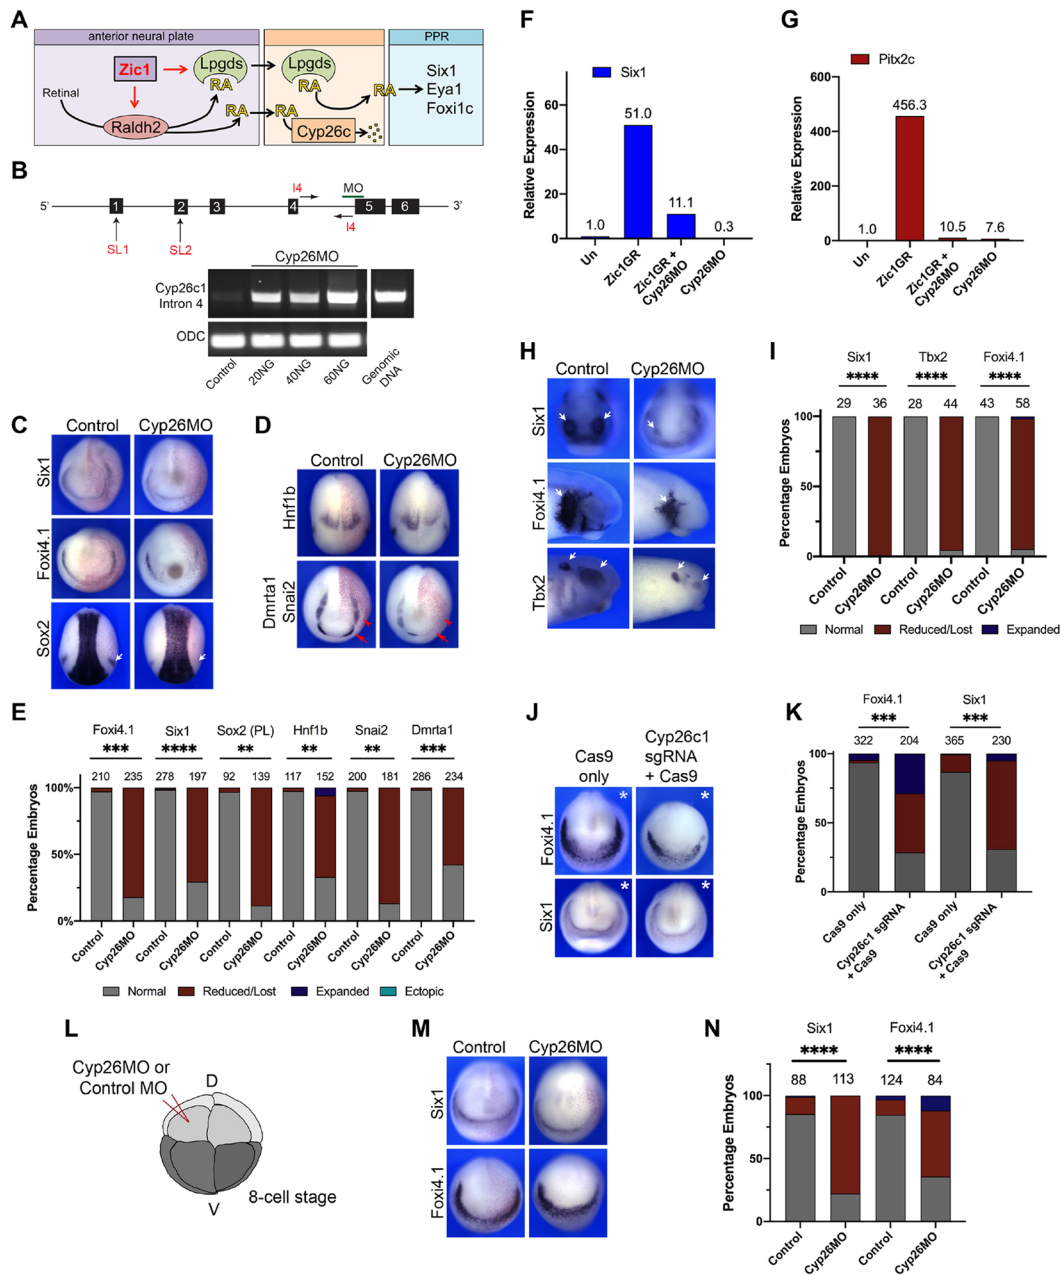 A
anterior neural plate
PPR
Zic1
Lpgds
RA
Lpgds
RA
Six1
Eya1
Foxi1c
Retinal
RA
RA
RA
Raldh2
Cyp26c
B
5'
1
2
3
I4
4
MO
I4
5
6
3'
SL1
SL2
Cyp26MO
Cyp26c1
Intron 4
ODC
Control
20NG
40NG
60NG
Genomic
DNA
C
Control
Cyp26MO
Six1
Foxi4.1
Sox2
D
Control
Cyp26MO
Hnf1b
Dmrta1
Snai2
E
Foxi4.1
Six1
Sox2 (PL)
Hnf1b
Snai2
Dmrta1
***
****
**
**
**
***
210
235
278
197
92
139
117
152
200
181
286
234
Percentage Embryos
100%
50%
0%
Control
Cyp26MO
Control
Cyp26MO
Control
Cyp26MO
Control
Cyp26MO
Control
Cyp26MO
Control
Cyp26MO
Normal
Reduced/Lost
Expanded
Ectopic
F
Six1
Relative Expression
60
40
20
0
1.0
51.0
11.1
0.3
Un
Zic1GR
Zic1GR +
Cyp26MO
Cyp26MO
G
Pitx2c
Relative Expression
600
400
200
0
1.0
456.3
10.5
7.6
Un
Zic1GR
Zic1GR +
Cyp26MO
Cyp26MO
H
Control
Cyp26MO
Six1
Foxi4.1
Tbx2
I
Six1
Tbx2
Foxi4.1
****
****
****
29
36
28
44
43
58
Percentage Embryos
100
50
0
Control
Cyp26MO
Control
Cyp26MO
Control
Cyp26MO
Normal
Reduced/Lost
Expanded
J
Cas9
only
Cyp26c1
sgRNA
+ Cas9
Foxi4.1
*
*
Six1
*
*
K
Foxi4.1
Six1
***
***
322
204
365
230
Percentage Embryos
100
50
0
Cas9 only
Cyp26c1 sgRNA
+ Cas9
Cas9 only
Cyp26c1 sgRNA
+ Cas9
L
Cyp26MO or
Control MO
D
V
8-cell stage
M
Control
Cyp26MO
Six1
Foxi4.1
N
Six1
Foxi4.1
****
****
88
113
124
84
Percentage Embryos
100
50
0
Control
Cyp26MO
Control
Cyp26MO